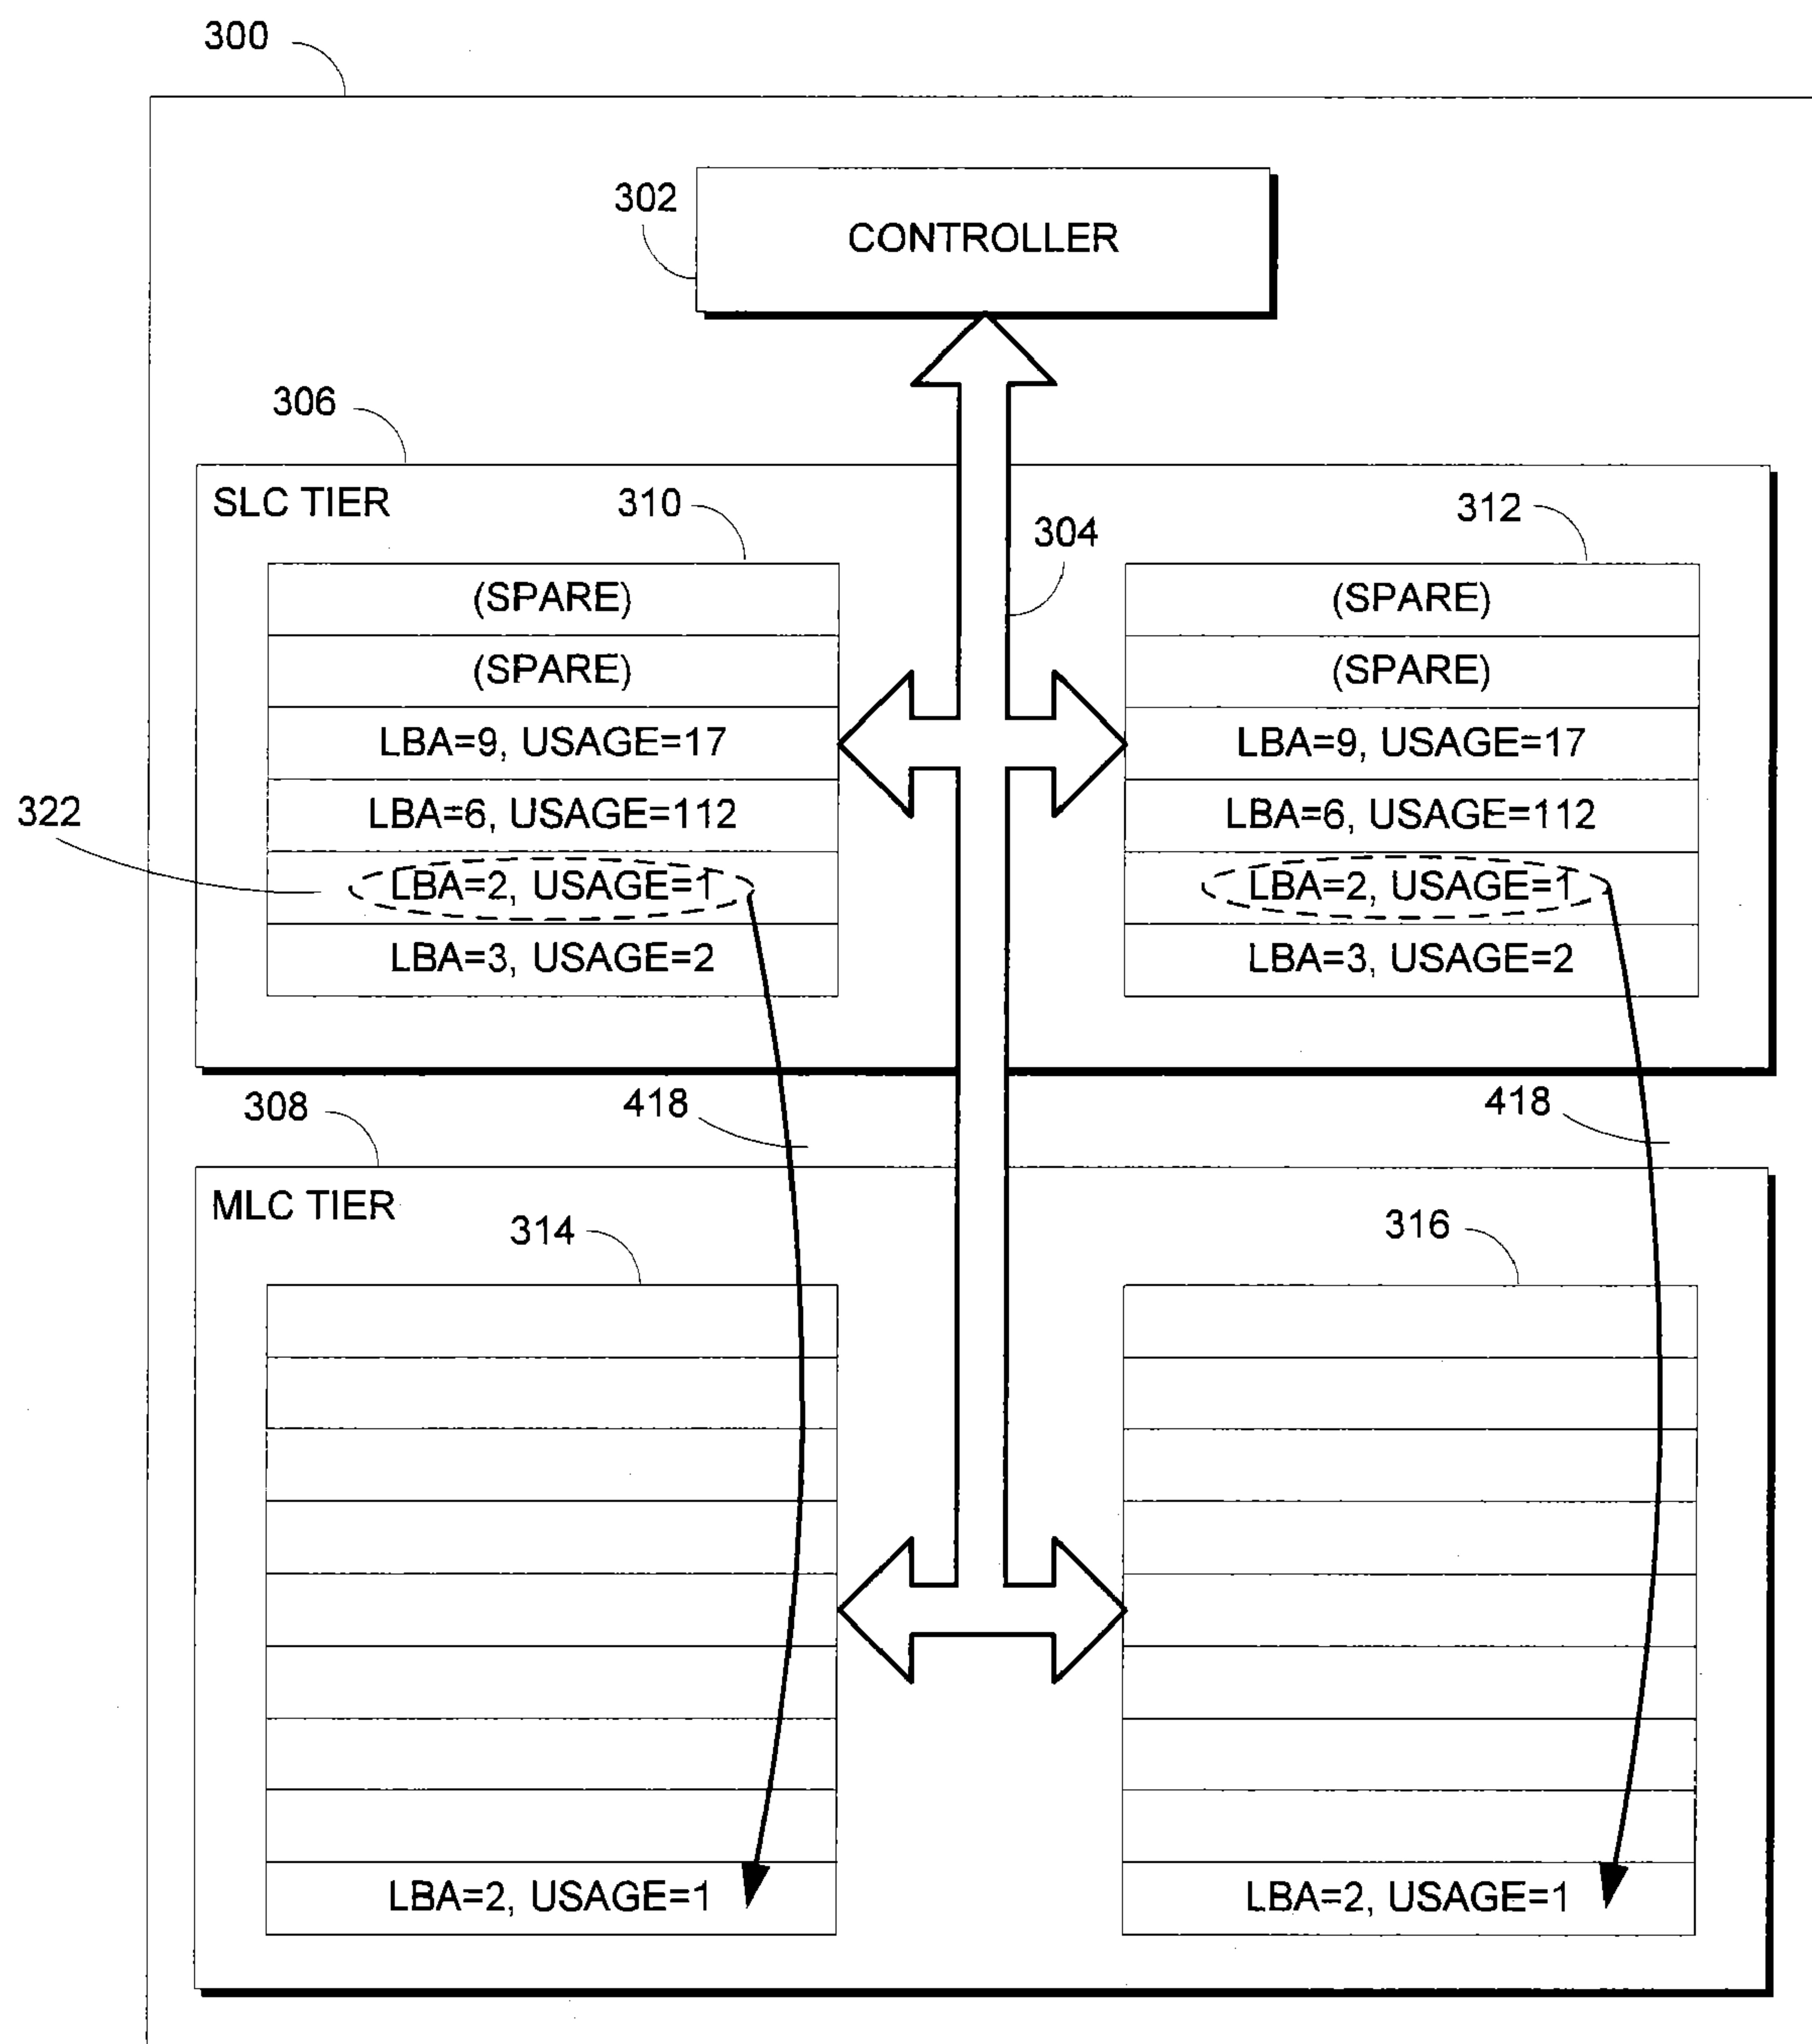 300
302
CONTROLLER
306
SLC TIER
310
312
304
(SPARE)
(SPARE)
LBA=9, USAGE=17
LBA=6, USAGE=112
LBA=2, USAGE=1
LBA=3, USAGE=2
(SPARE)
(SPARE)
LBA=9, USAGE=17
LBA=6, USAGE=112
LBA=2, USAGE=1
LBA=3, USAGE=2
322
308
418
418
MLC TIER
314
316
LBA=2, USAGE=1
LBA=2, USAGE=1